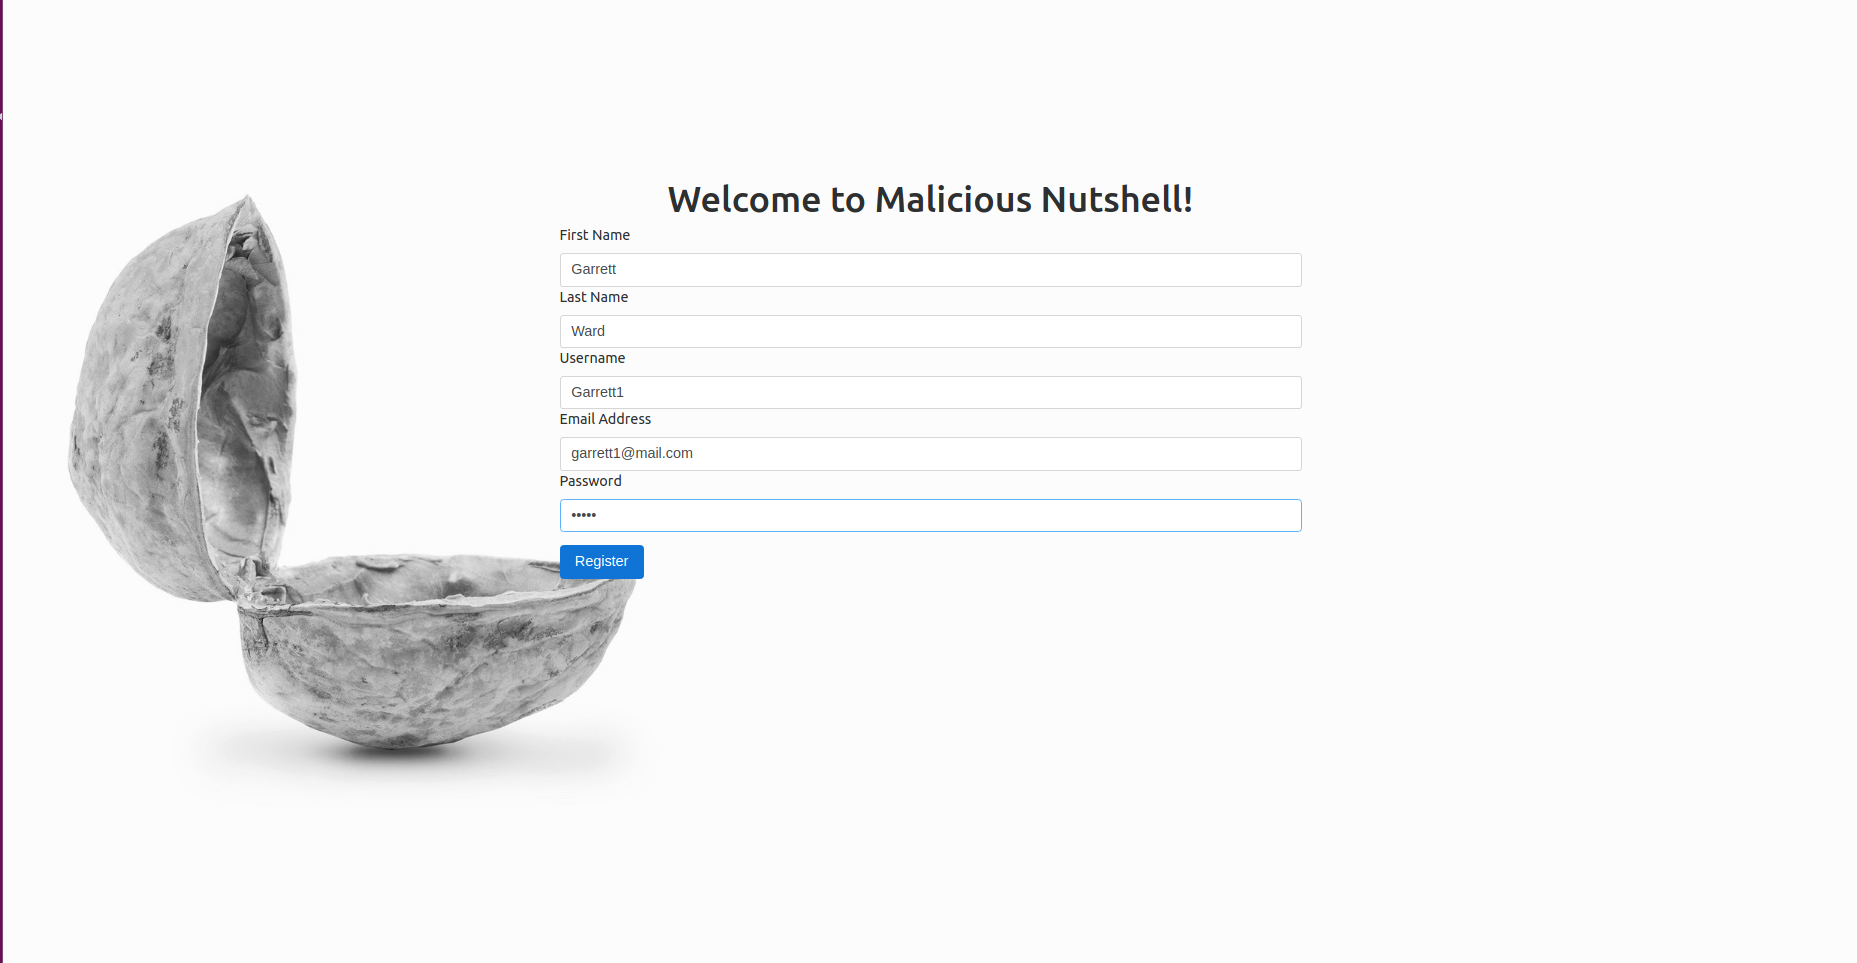 Welcome to Malicious Nutshell!
First Name
Garrett
Last Name
Ward
Username
Garrett1
Email Address
garrett1@mail.com
Password
•••••
Register